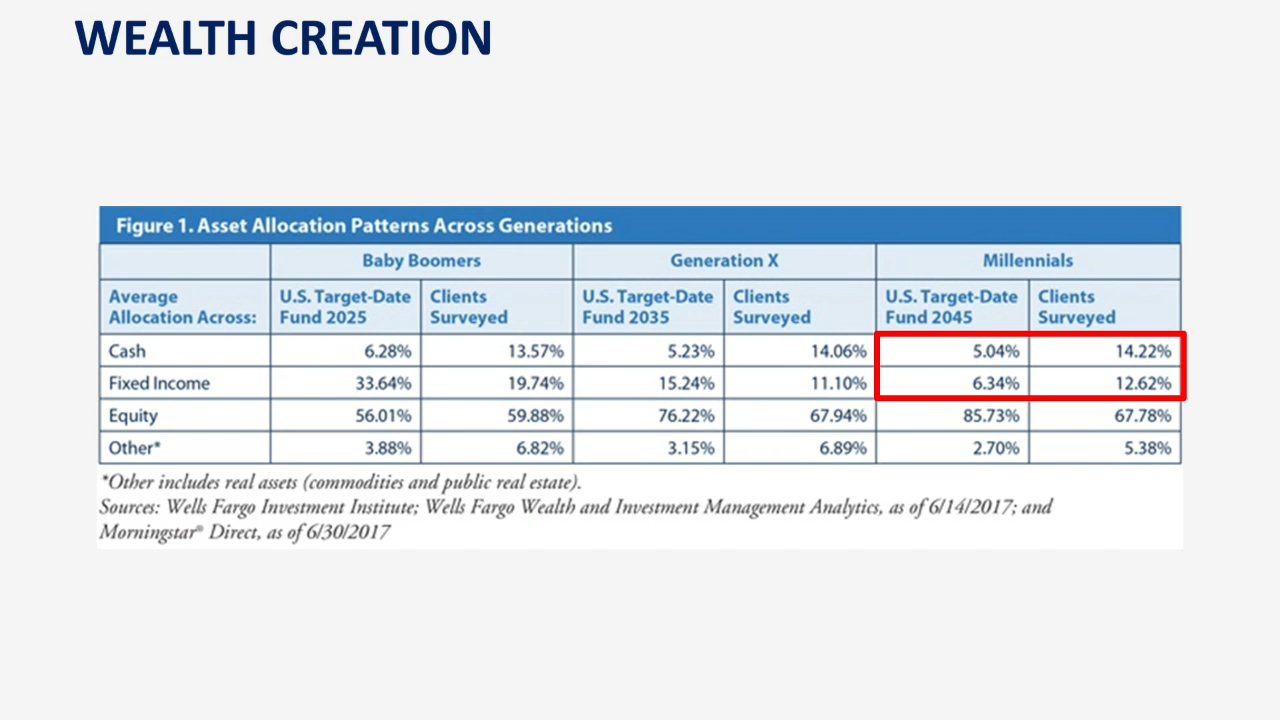 WEALTH CREATION
Figure 1. Asset Allocation Patterns Across Generations
Baby Boomers Generation X Millennials
Average Allocation Across: U.S. Target-Date Fund 2025 Clients Surveyed U.S. Target-Date Fund 2035 Clients Surveyed U.S. Target-Date Fund 2045 Clients Surveyed
Cash 6.28% 13.57% 5.23% 14.06% 5.04% 14.22%
Fixed Income 33.64% 19.74% 15.24% 11.10% 6.34% 12.62%
Equity 56.01% 59.88% 76.22% 67.94% 85.73% 67.78%
Other* 3.88% 6.82% 3.15% 6.89% 2.70% 5.38%
*Other includes real assets (commodities and public real estate).
Sources: Wells Fargo Investment Institute; Wells Fargo Wealth and Investment Management Analytics, as of 6/14/2017; and
Morningstar® Direct, as of 6/30/2017